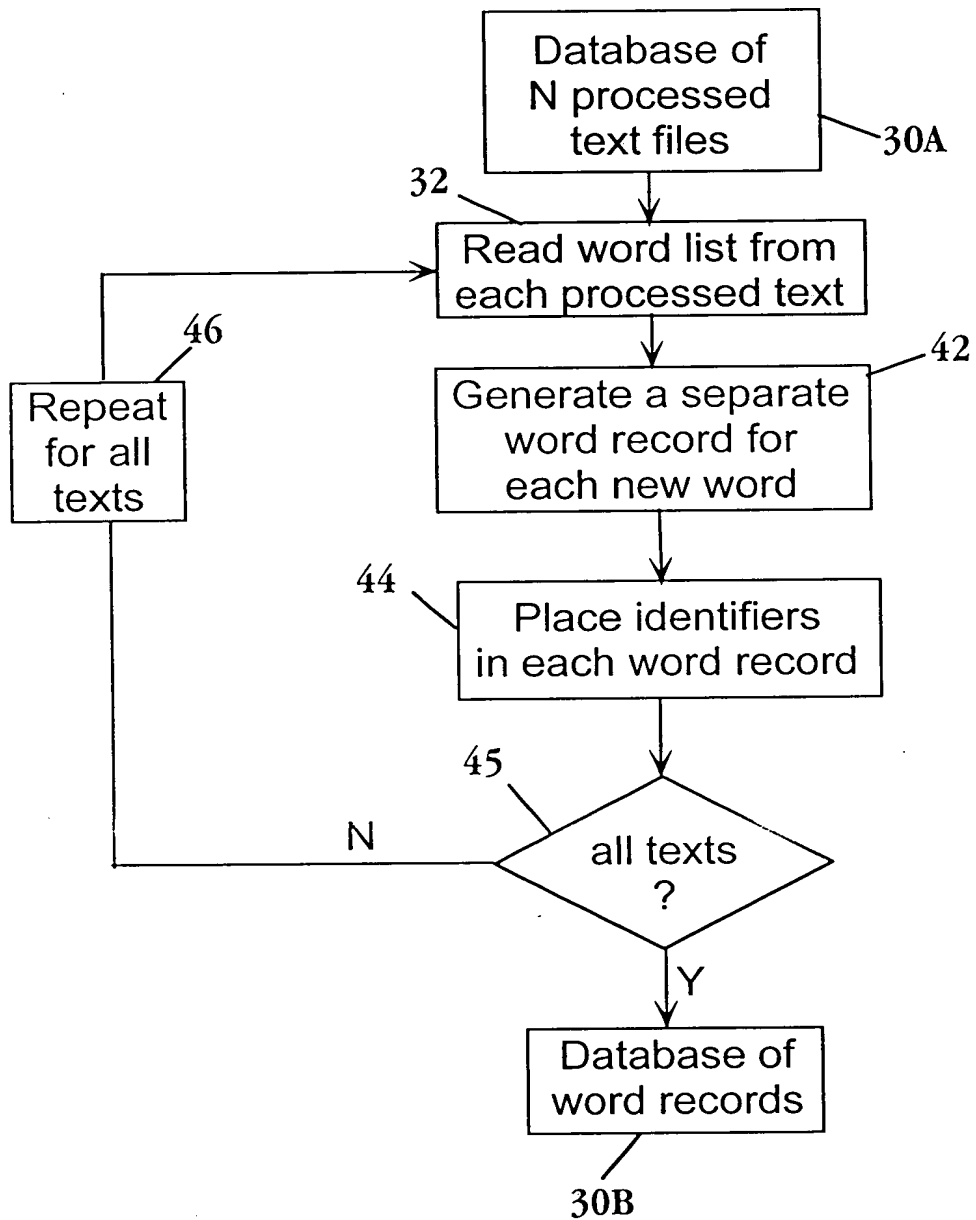 Database of
N processed
text files
30A
32
Read word list from
each processed text
46
Repeat
for all
texts
42
Generate a separate
word record for
each new word
44
Place identifiers
in each word record
45
all texts
?
N
Y
Database of
word records
30B